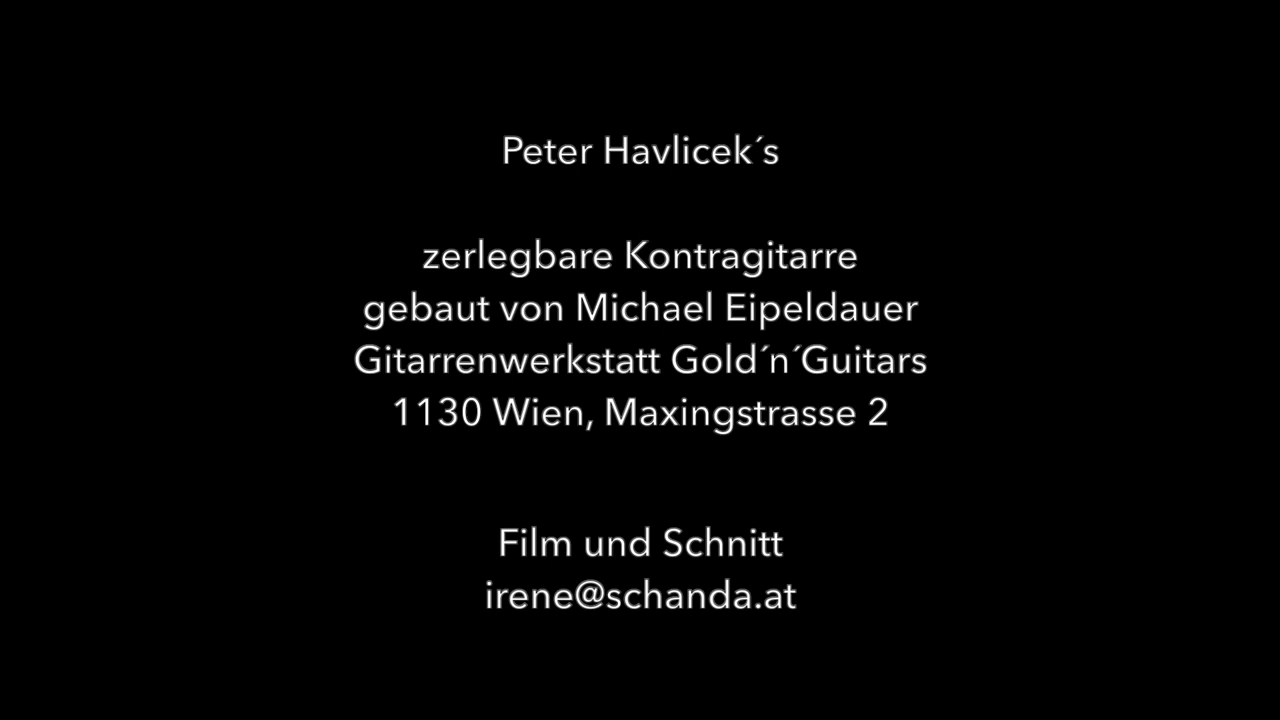 Peter Havlicek´s
zerlegbare Kontragitarre
gebaut von Michael Eipeldauer
Gitarrenwerkstatt Gold´n´Guitars
1130 Wien, Maxingstrasse 2
Film und Schnitt
irene@schanda.at